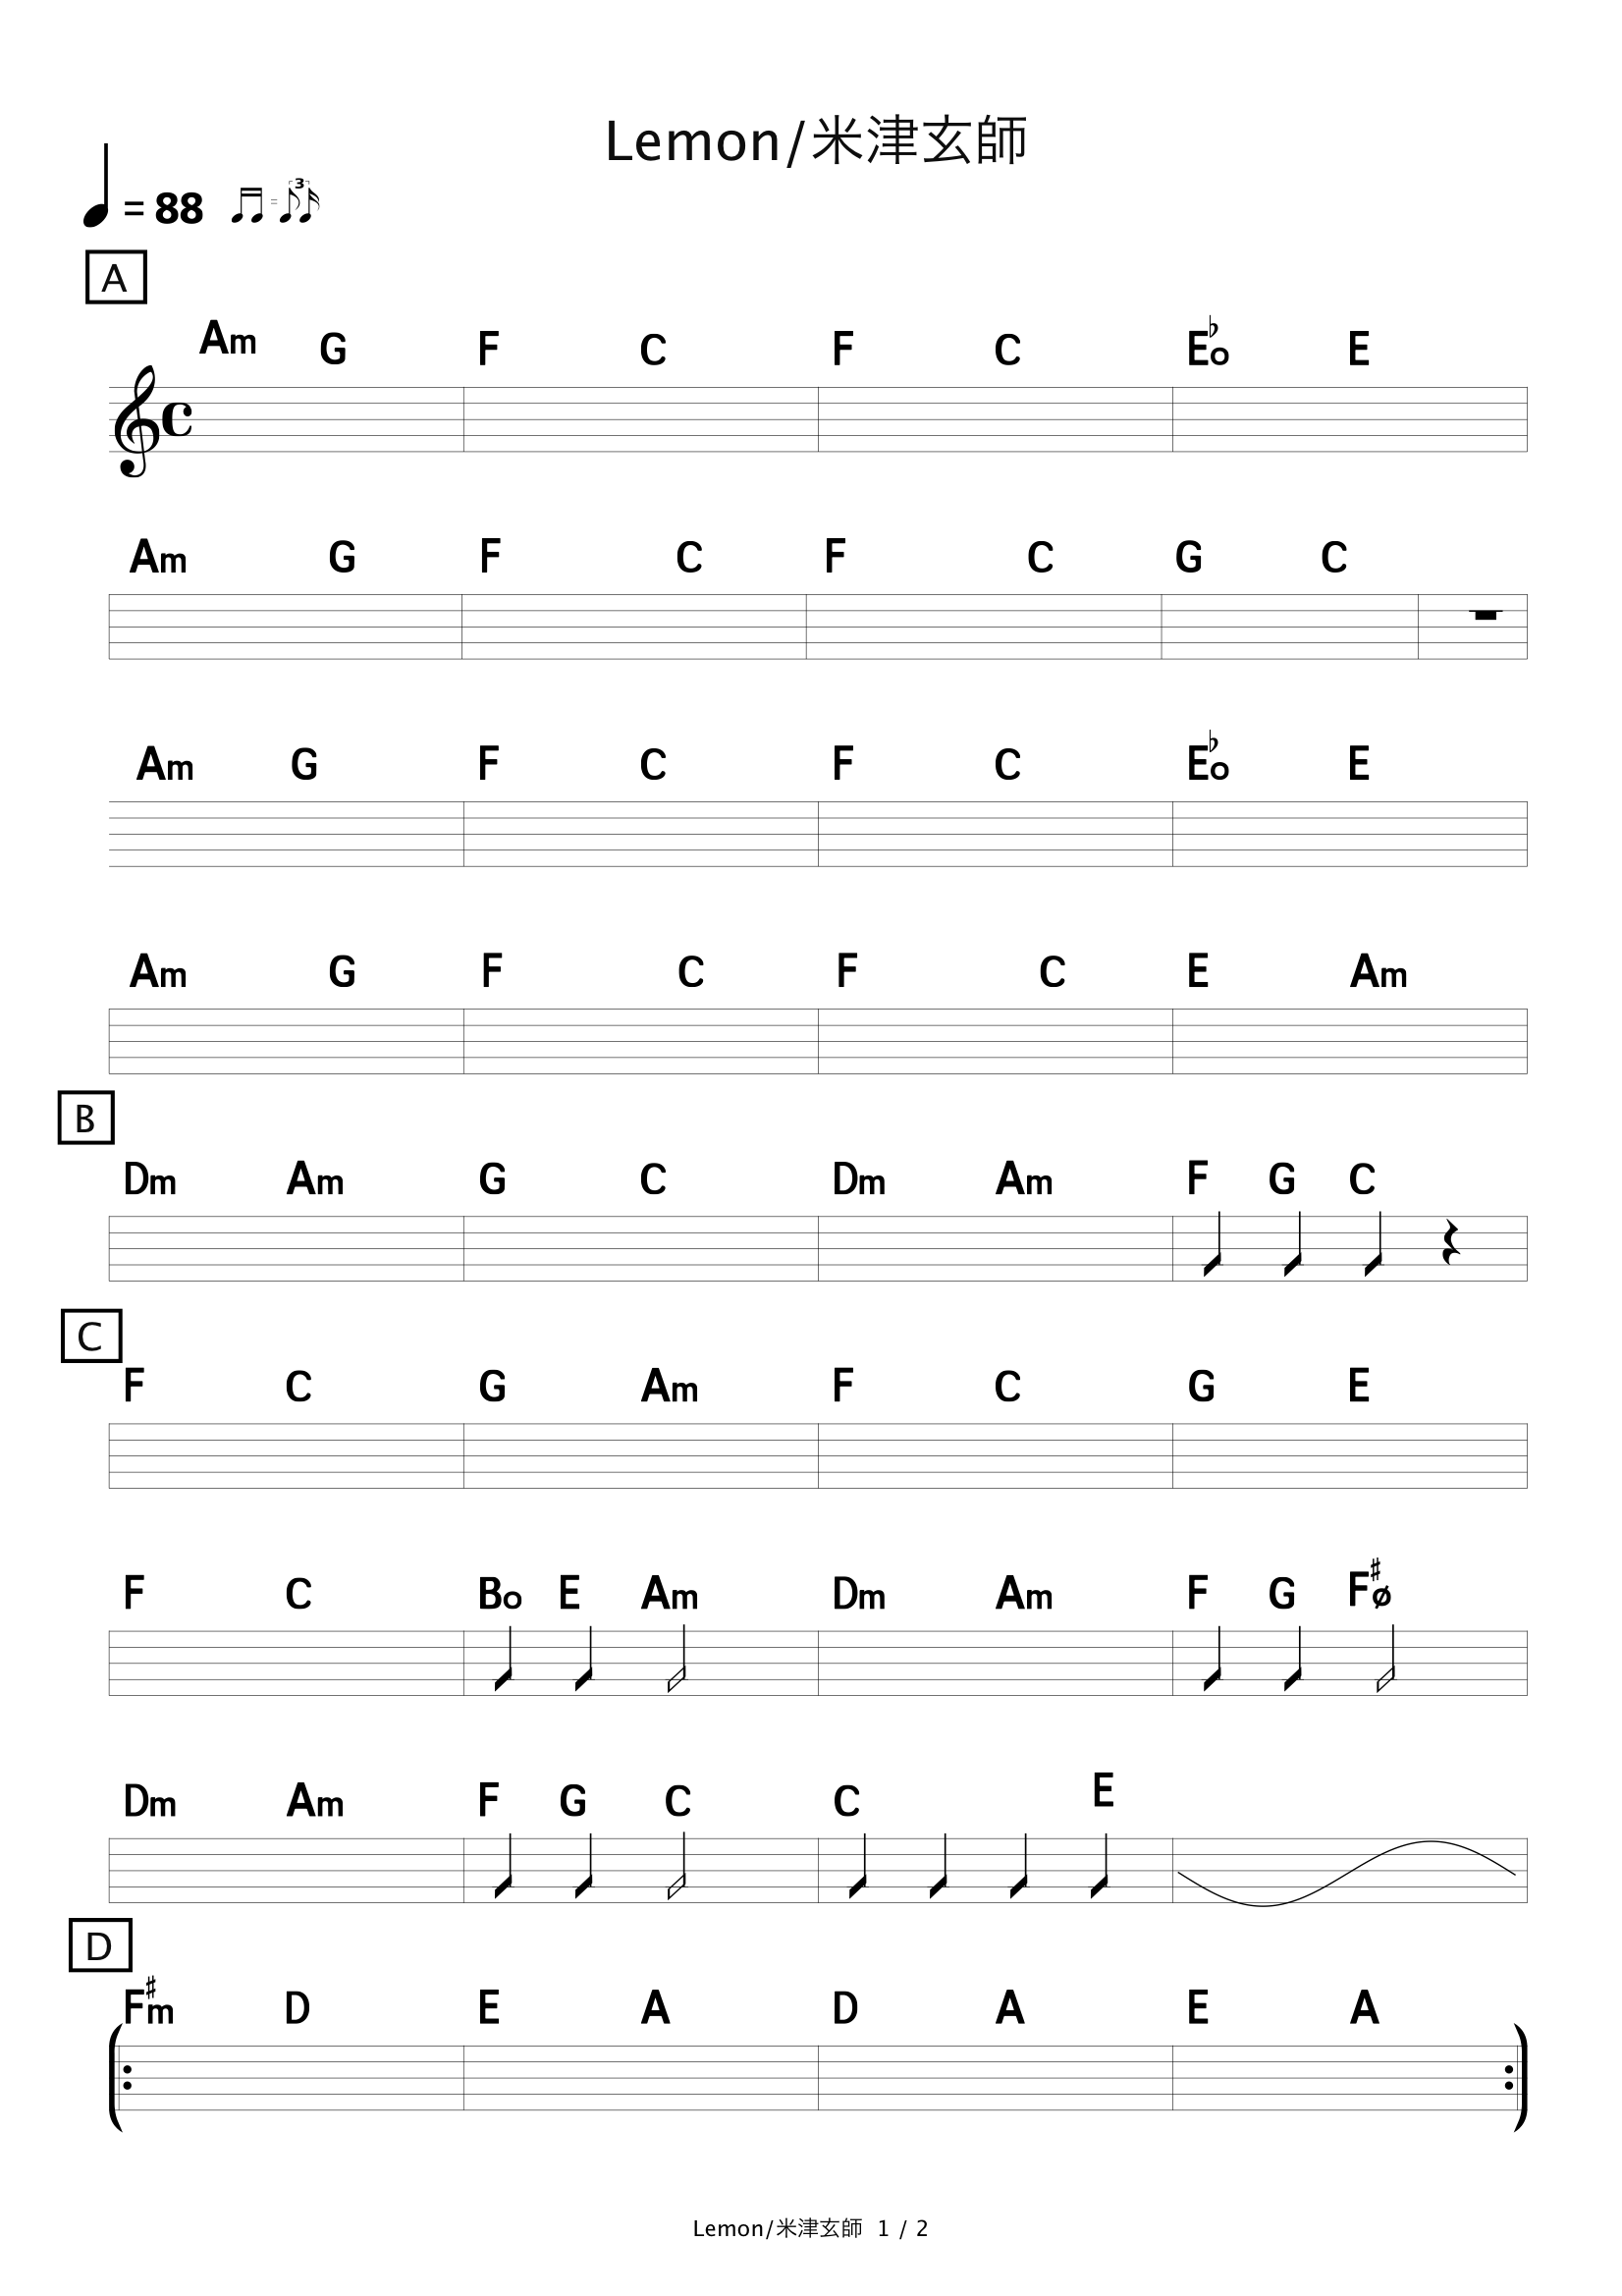 Lemon/米津玄師
= 88 = 3
A
Am G F C F C E♭o E
Am G F C F C G C
Am G F C F C E♭o E
Am G F C F C E Am
B
Dm Am G C Dm Am F G C
C
F C G Am F C G E
F C Bo E Am Dm Am F G F♯ø
Dm Am F G C C E
D
F♯m D E A D A E A
Lemon/米津玄師 1 / 2